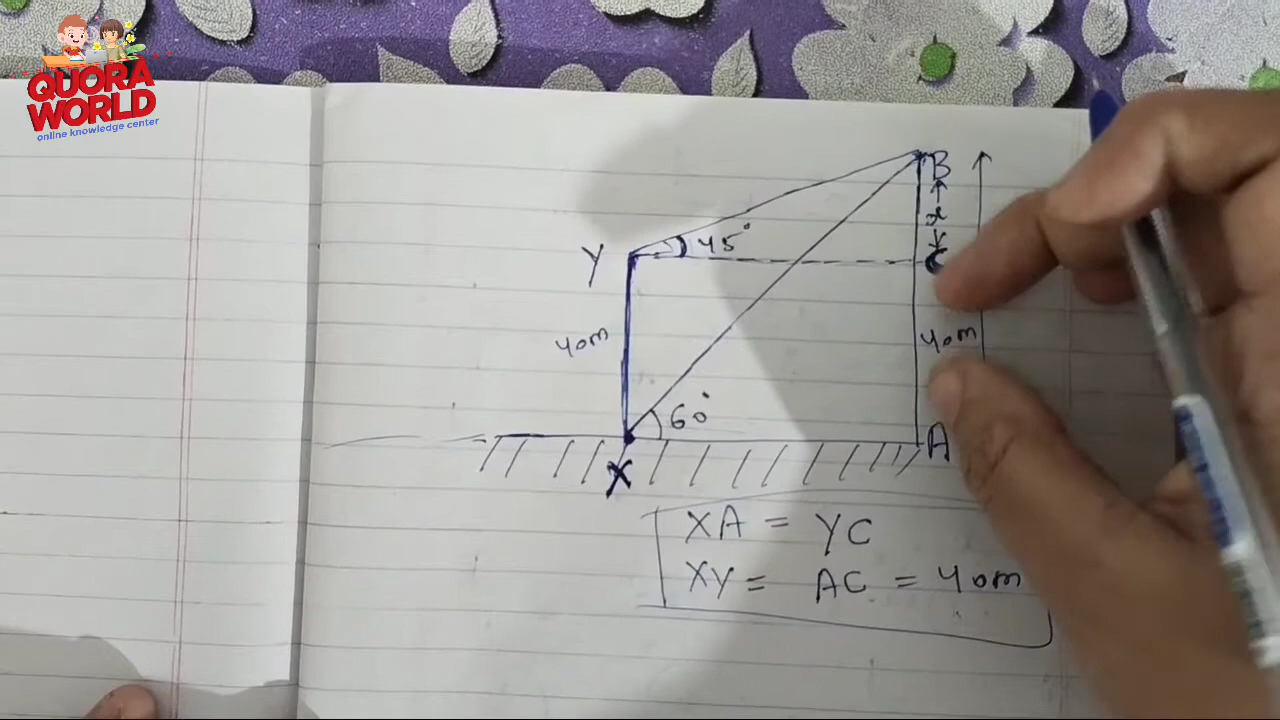 QUORA
WORLD
online knowledge center
B
x
Y 45° C
40m 40m
60°
A
X
XA = YC
XY = AC = 40m